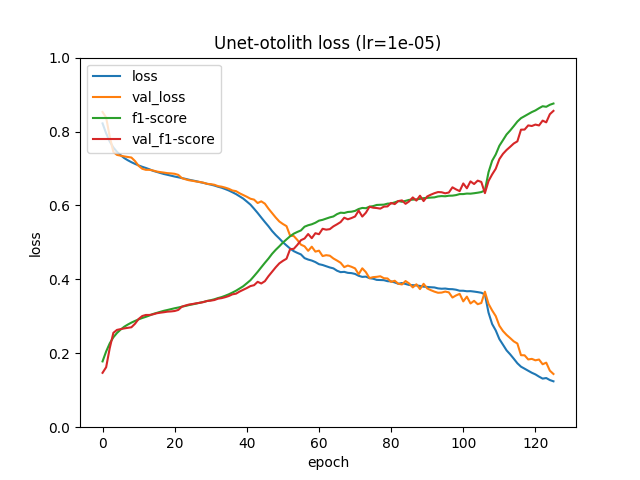 Unet-otolith loss (lr=1e-05)
loss
val_loss
f1-score
val_f1-score
1.0
0.8
0.6
0.4
0.2
0.0
loss
0 20 40 60 80 100 120
epoch